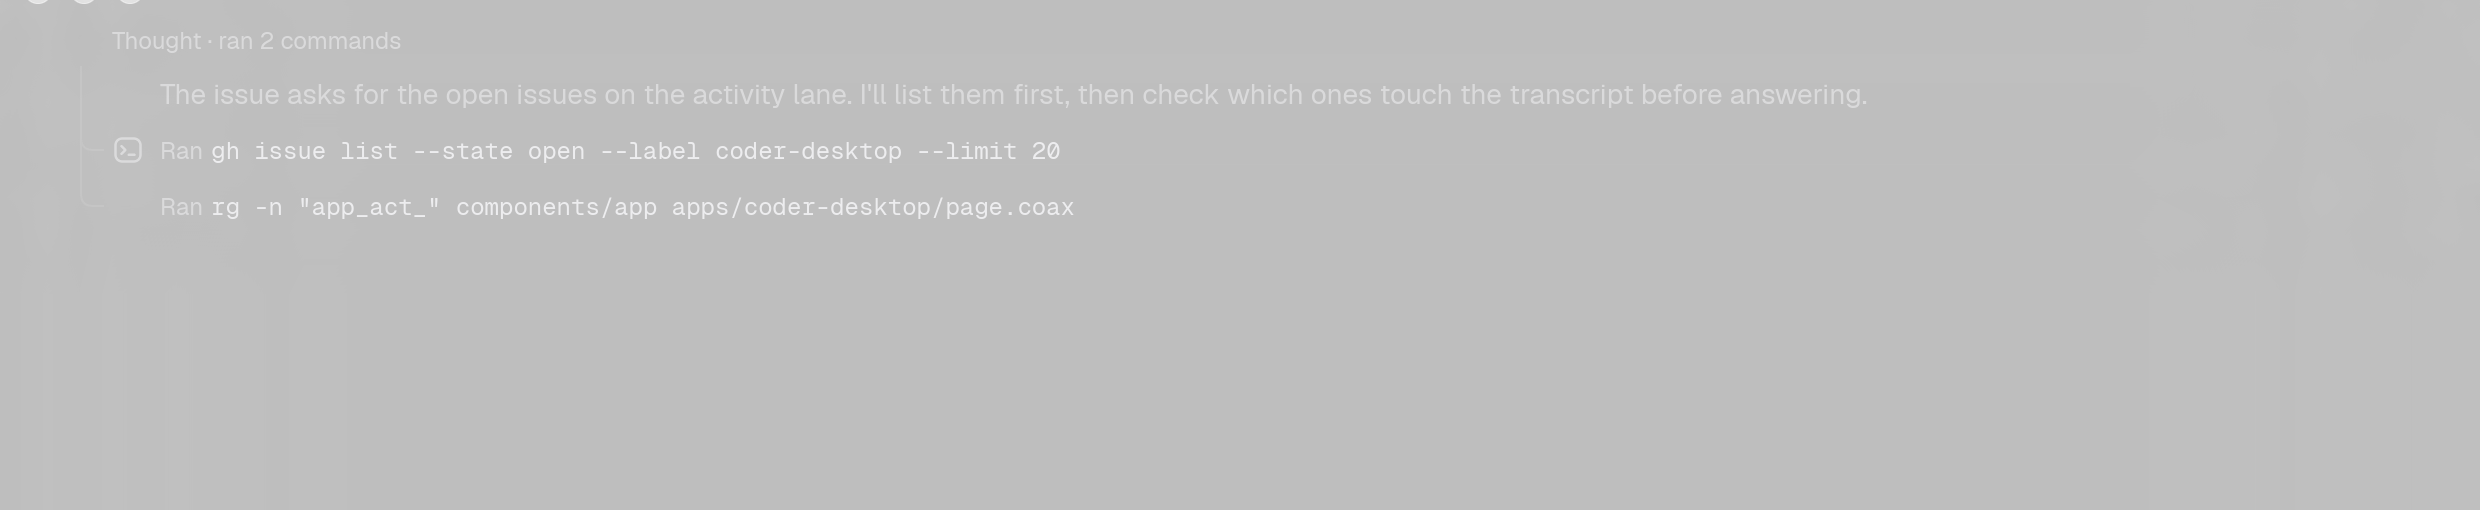 Thought · ran 2 commands
The issue asks for the open issues on the activity lane. I'll list them first, then check which ones touch the transcript before answering.
Ran gh issue list --state open --label coder-desktop --limit 20
Ran rg -n "app_act_" components/app apps/coder-desktop/page.coax